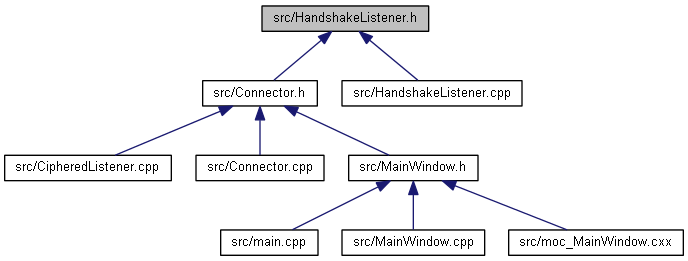 src/HandshakeListener.h
src/Connector.h
src/HandshakeListener.cpp
src/CipheredListener.cpp
src/Connector.cpp
src/MainWindow.h
src/main.cpp
src/MainWindow.cpp
src/moc_MainWindow.cxx